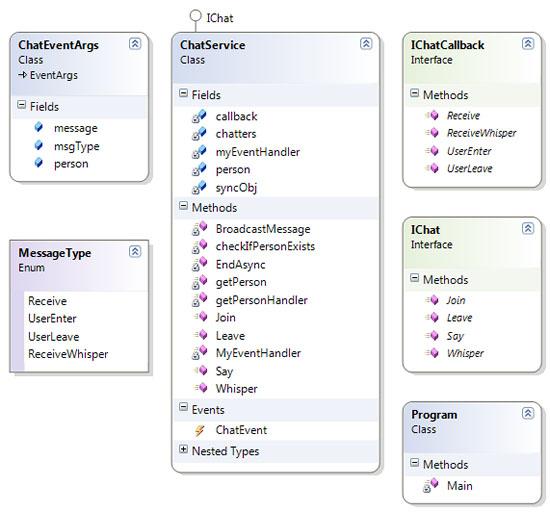 IChat
ChatEventArgs
Class
EventArgs
Fields
message
msgType
person
MessageType
Enum
Receive
UserEnter
UserLeave
ReceiveWhisper
ChatService
Class
Fields
callback
chatters
myEventHandler
person
syncObj
Methods
BroadcastMessage
checkIfPersonExists
EndAsync
getPerson
getPersonHandler
Join
Leave
MyEventHandler
Say
Whisper
Events
ChatEvent
Nested Types
IChatCallback
Interface
Methods
Receive
ReceiveWhisper
UserEnter
UserLeave
IChat
Interface
Methods
Join
Leave
Say
Whisper
Program
Class
Methods
Main